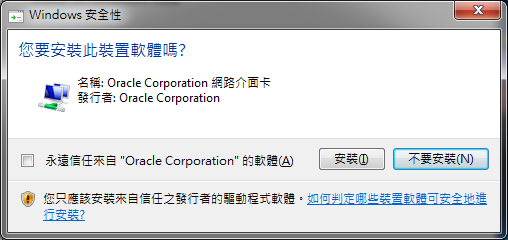 Windows 安全性
您要安裝此裝置軟體嗎?
名稱: Oracle Corporation 網路介面卡
發行者: Oracle Corporation
永遠信任來自 "Oracle Corporation" 的軟體(A)
安裝(I)
不要安裝(N)
您只應該安裝來自信任之發行者的驅動程式軟體。如何判定哪些裝置軟體可安全地進
行安裝?